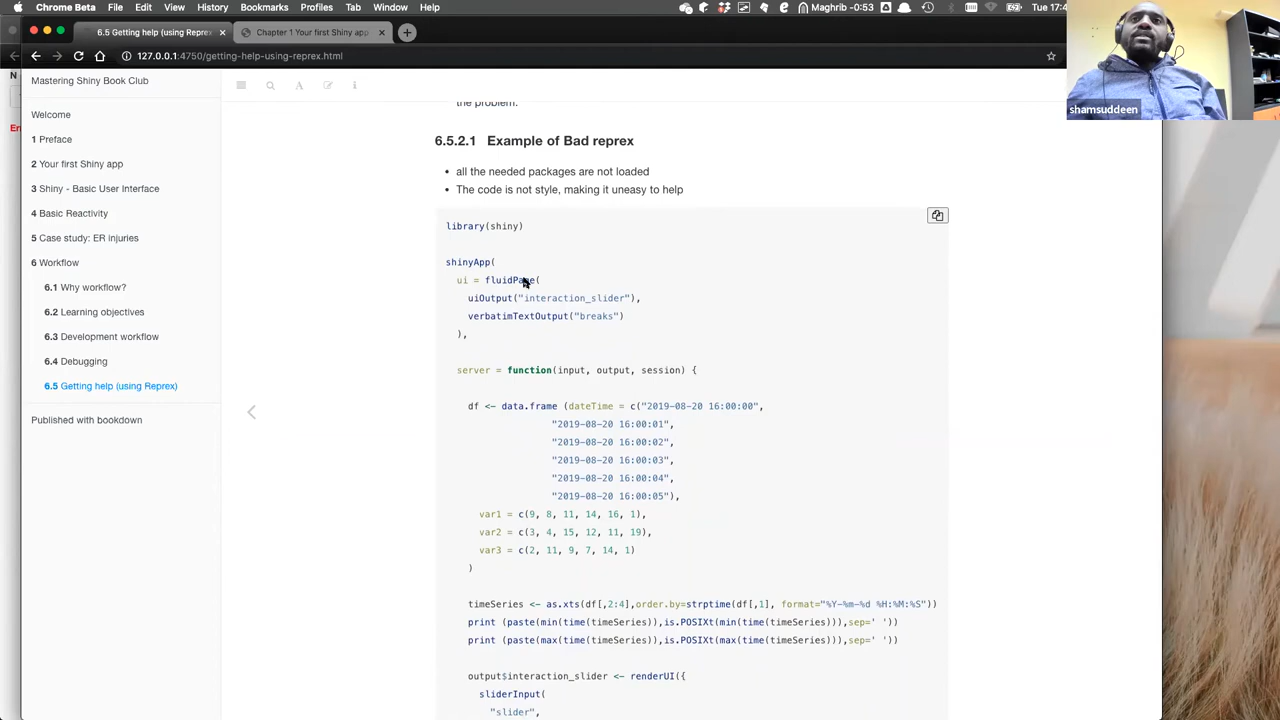 Chrome Beta File Edit View History Bookmarks Profiles Tab Window Help
Maghrib -0:53
Tue 17:4
6.5 Getting help (using Reprex
Chapter 1 Your first Shiny app
127.0.0.1:4750/getting-help-using-reprex.html
shamsuddeen
Mastering Shiny Book Club
Welcome
1 Preface
2 Your first Shiny app
3 Shiny - Basic User Interface
4 Basic Reactivity
5 Case study: ER injuries
6 Workflow
6.1 Why workflow?
6.2 Learning objectives
6.3 Development workflow
6.4 Debugging
6.5 Getting help (using Reprex)
Published with bookdown
the problem.
6.5.2.1 Example of Bad reprex
• all the needed packages are not loaded
• The code is not style, making it uneasy to help
library(shiny)
shinyApp(
ui = fluidPage(
uiOutput("interaction_slider"),
verbatimTextOutput("breaks")
),
server = function(input, output, session) {
df <- data.frame (dateTime = c("2019-08-20 16:00:00",
"2019-08-20 16:00:01",
"2019-08-20 16:00:02",
"2019-08-20 16:00:03",
"2019-08-20 16:00:04",
"2019-08-20 16:00:05"),
var1 = c(9, 8, 11, 14, 16, 1),
var2 = c(3, 4, 15, 12, 11, 19),
var3 = c(2, 11, 9, 7, 14, 1)
)
timeSeries <- as.xts(df[,2:4],order.by=strptime(df[,1], format="%Y-%m-%d %H:%M:%S"))
print (paste(min(time(timeSeries)),is.POSIXt(min(time(timeSeries))),sep=' '))
print (paste(max(time(timeSeries)),is.POSIXt(max(time(timeSeries))),sep=' '))
output$interaction_slider <- renderUI({
sliderInput(
"slider",